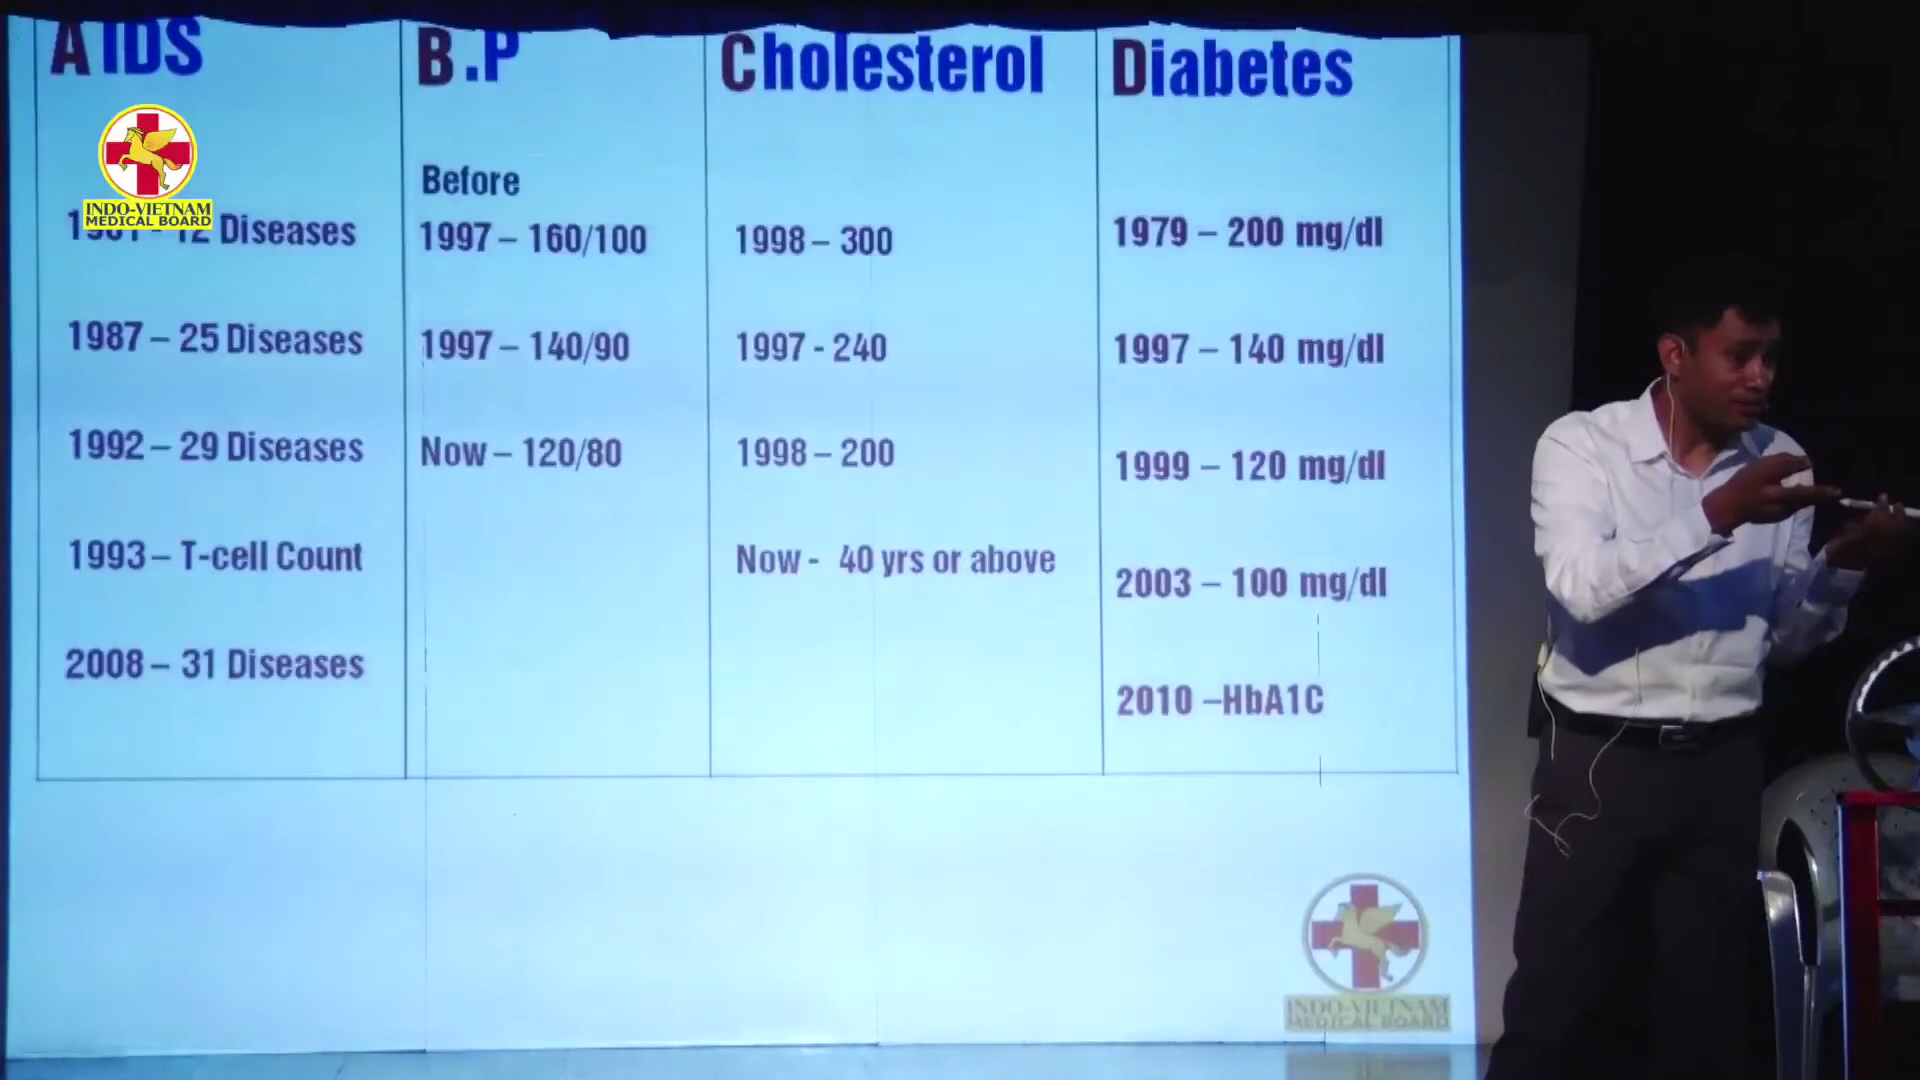 AIDS
B.P
Cholesterol
Diabetes
INDO-VIETNAM
MEDICAL BOARD
12 Diseases
1987 – 25 Diseases
1992 – 29 Diseases
1993 – T-cell Count
2008 – 31 Diseases
Before
1997 – 160/100
1997 – 140/90
Now – 120/80
1998 – 300
1997 - 240
1998 – 200
Now - 40 yrs or above
1979 – 200 mg/dl
1997 – 140 mg/dl
1999 – 120 mg/dl
2003 – 100 mg/dl
2010 –HbA1C
INDO-VIETNAM
MEDICAL BOARD